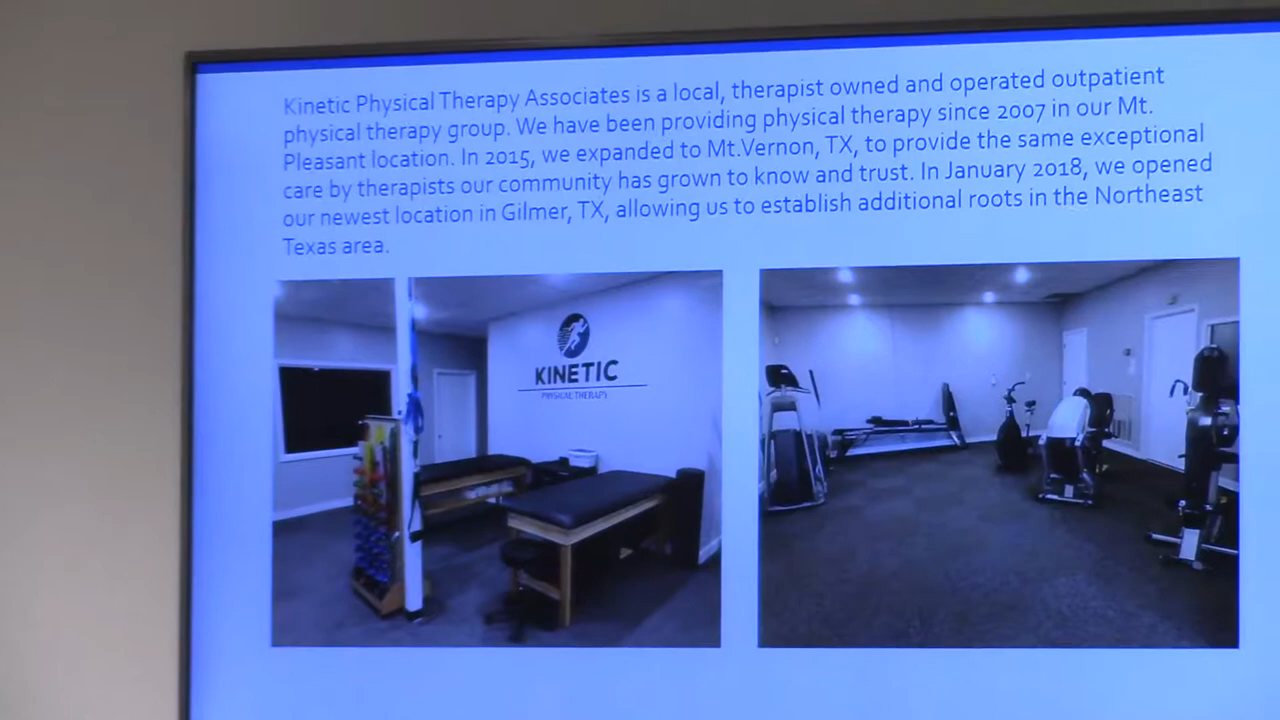 Kinetic Physical Therapy Associates is a local, therapist owned and operated outpatient
physical therapy group. We have been providing physical therapy since 2007 in our Mt.
Pleasant location. In 2015, we expanded to Mt.Vernon, TX, to provide the same exceptional
care by therapists our community has grown to know and trust. In January 2018, we opened
our newest location in Gilmer, TX, allowing us to establish additional roots in the Northeast
Texas area.
KINETIC
PHYSICAL THERAPY